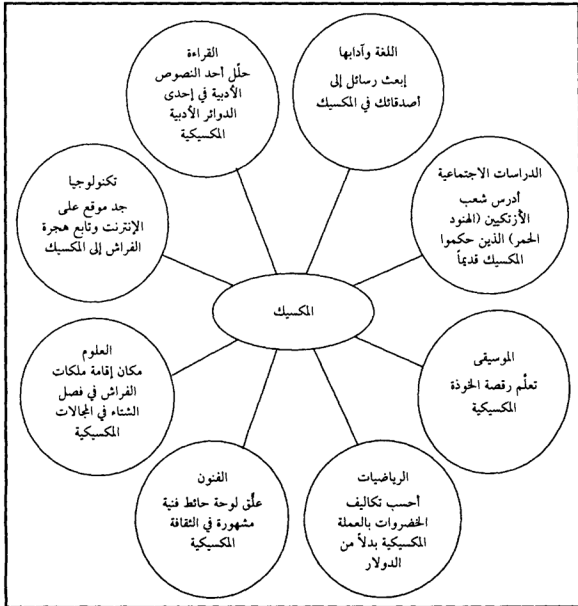 اللغة وآدابها
إبعث رسائل إلى
أصدقائك في المكسيك
القراءة
حلّل أحد النصوص
الأدبية في إحدى
الدوائر الأدبية
المكسيكية
الدراسات الاجتماعية
أدرس شعب
الأزتكيين (الهنود
الحمر) الذين حكموا
المكسيك قديماً
تكنولوجيا
جد موقع على
الإنترنت وتابع هجرة
الفراش إلى المكسيك
المكسيك
الموسيقى
تعلّم رقصة الخوذة
المكسيكية
العلوم
مكان إقامة ملكات
الفراش في فصل
الشتاء في المجالات
المكسيكية
الرياضيات
أحسب تكاليف
الخضروات بالعملة
المكسيكية بدلاً من
الدولار
الفنون
علّق لوحة حائط فنية
مشهورة في الثقافة
المكسيكية